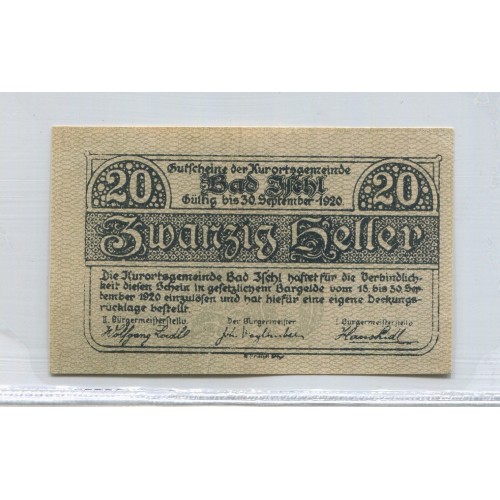 20 Gutscheine der Kurortsgemeinde 20
Bad Ischl
Gültig bis 30. September 1920.
Zwanzig Heller
Die Kurortsgemeinde Bad Ischl haftet für die Verbindlich-
keit diesen Schein in gesetzlichem Bargelde vom 15. bis 30. Sep-
tember 1920 einzulösen und hat hiefür eine eigene Deckungs-
rücklage bestellt
II. Bürgermeisterstellv. Der Bürgermeister I. Bürgermeisterstellv.
Wolfgang